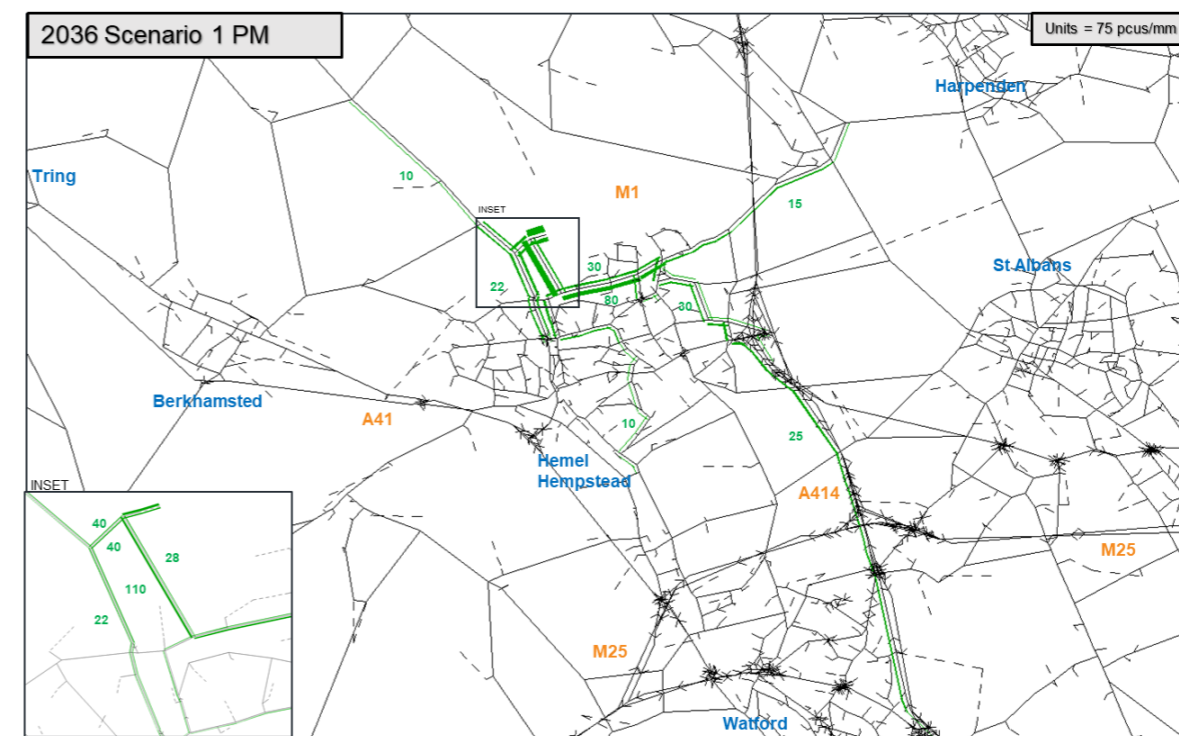 2036 Scenario 1 PM
Units = 75 pcus/mm
Harpenden
Tring
10
M1
15
INSET
St Albans
30
22
80
30
Berkhamsted
A41
10
25
Hemel
Hempstead
A414
INSET
M25
40
40
28
110
22
M25
Watford